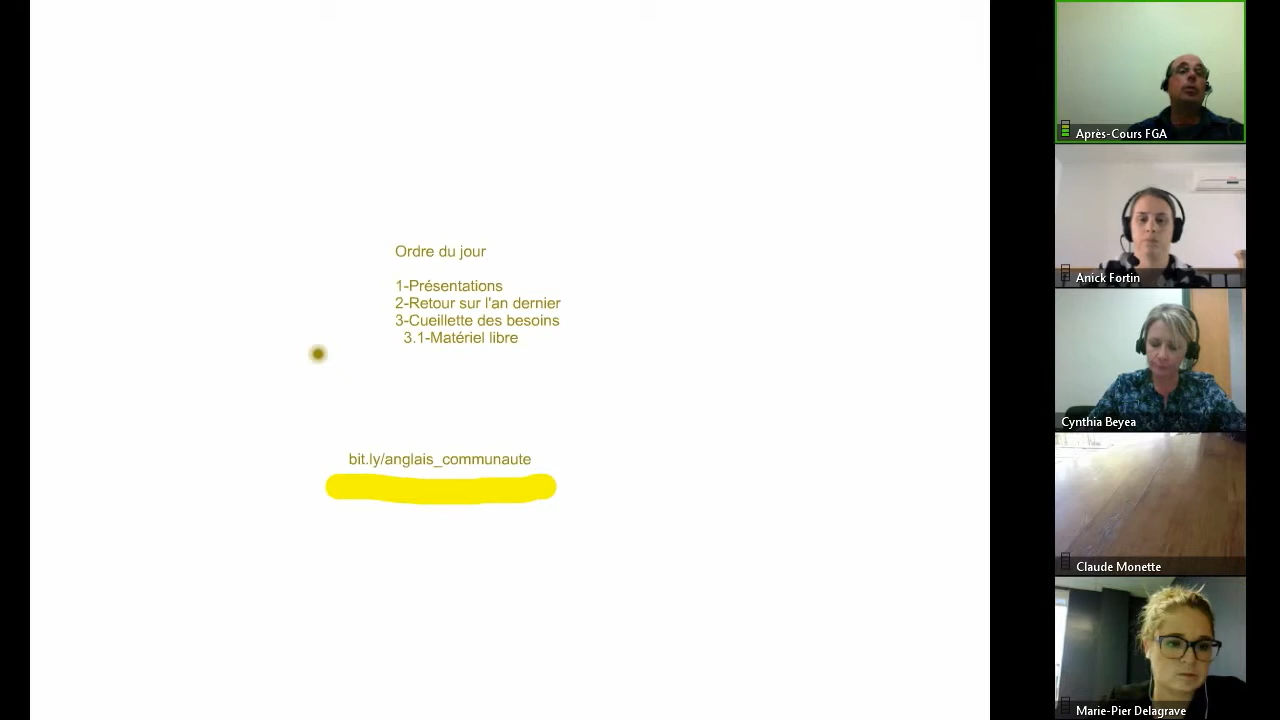 Ordre du jour
1-Présentations
2-Retour sur l'an dernier
3-Cueillette des besoins
3.1-Matériel libre
bit.ly/anglais_communaute
Après-Cours FGA
Anick Fortin
Cynthia Beyea
Claude Monette
Marie-Pier Delagrave